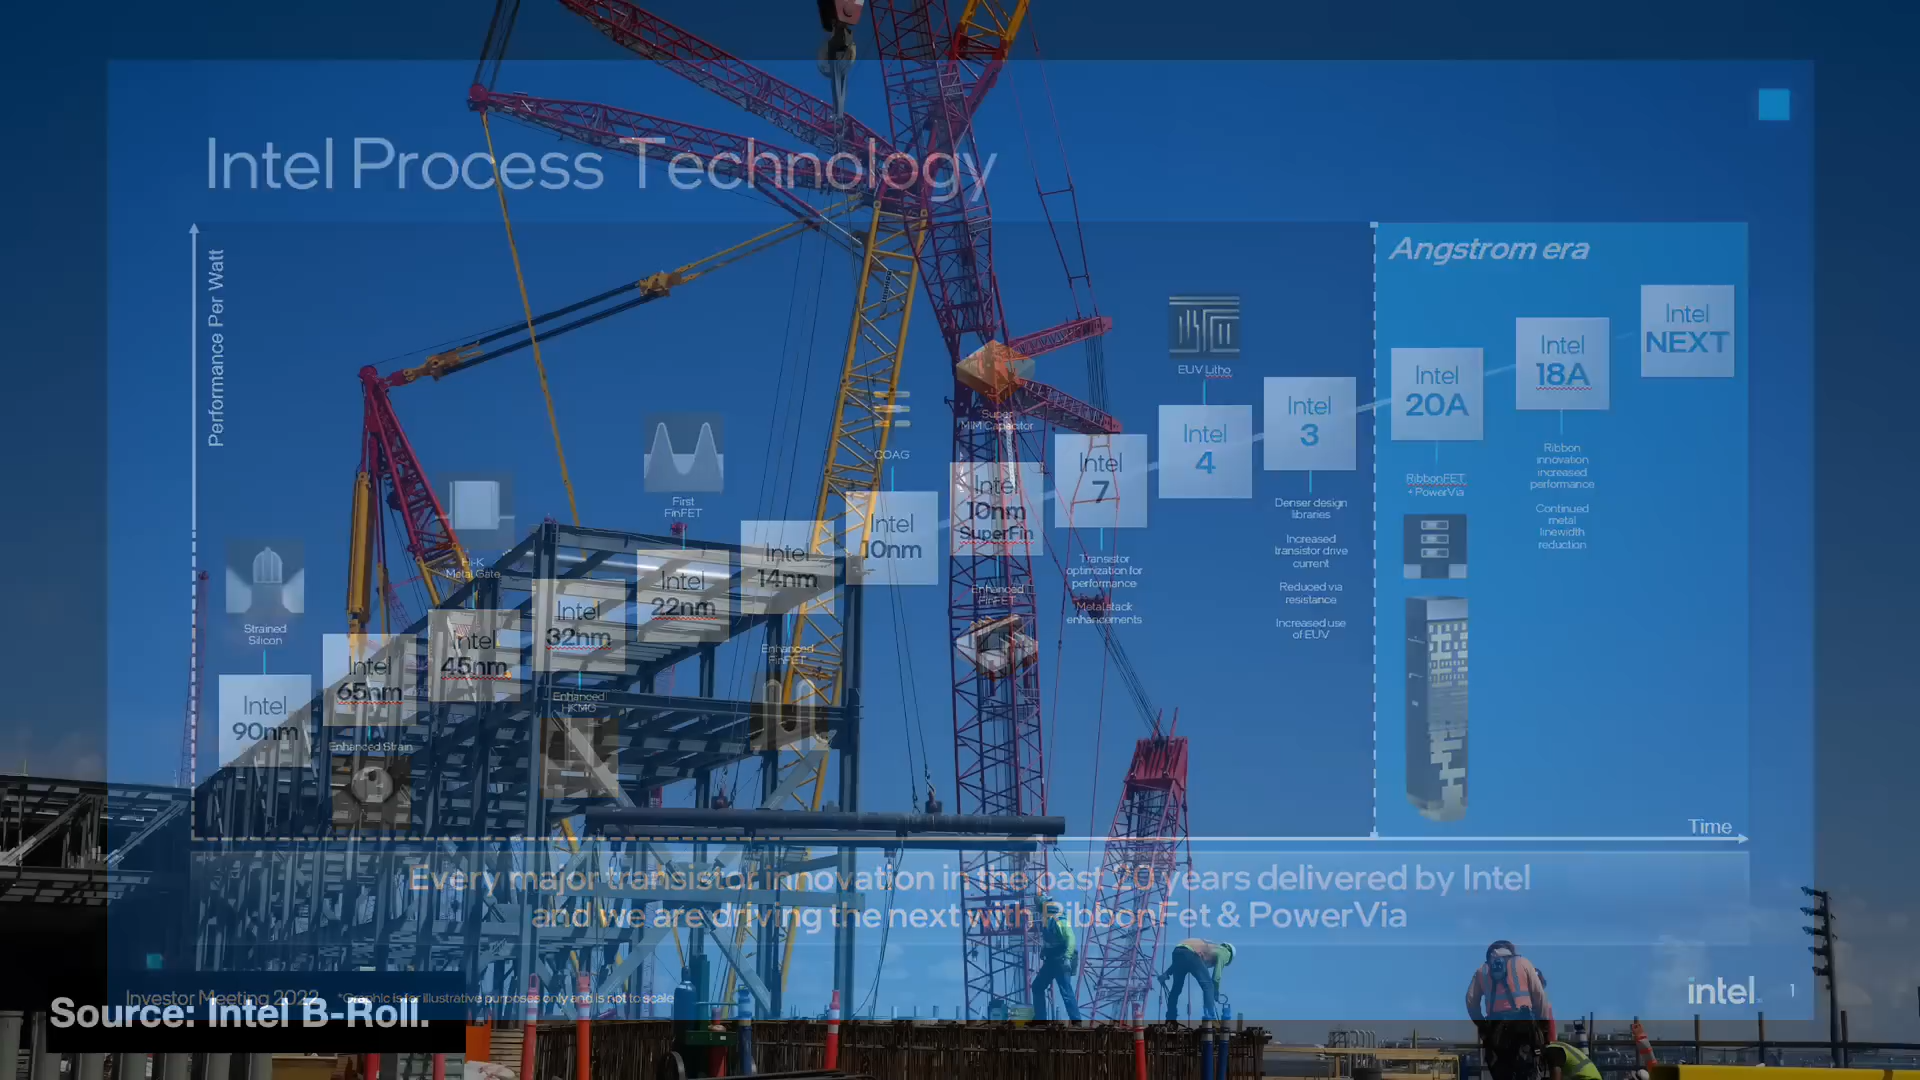 Intel Process Technology
Performance Per Watt
Angstrom era
Intel
90nm
Strained
Silicon
Intel
65nm
Enhanced Strain
Intel
45nm
Hi-K
Metal Gate
Intel
32nm
Enhanced
HKMG
Intel
22nm
First
FinFET
Intel
14nm
Enhanced
FinFET
Intel
10nm
COAG
Intel
10nm
SuperFin
Super
MIM Capacitor
Enhanced
FinFET
Intel
7
Transistor
optimization for
performance
Metal stack
enhancements
Intel
4
EUV Litho
Intel
3
Denser design
libraries
Increased
transistor drive
current
Reduced via
resistance
Increased use
of EUV
Intel
20A
RibbonFET
+ PowerVia
Intel
18A
Ribbon
innovation
increased
performance
Continued
metal
linewidth
reduction
Intel
NEXT
Time
Every major transistor innovation in the past 20 years delivered by Intel
and we are driving the next with RibbonFet & PowerVia
Investor Meeting 2022
*Graphic is for illustrative purposes only and is not to scale
intel.
1
Source: Intel B-Roll.